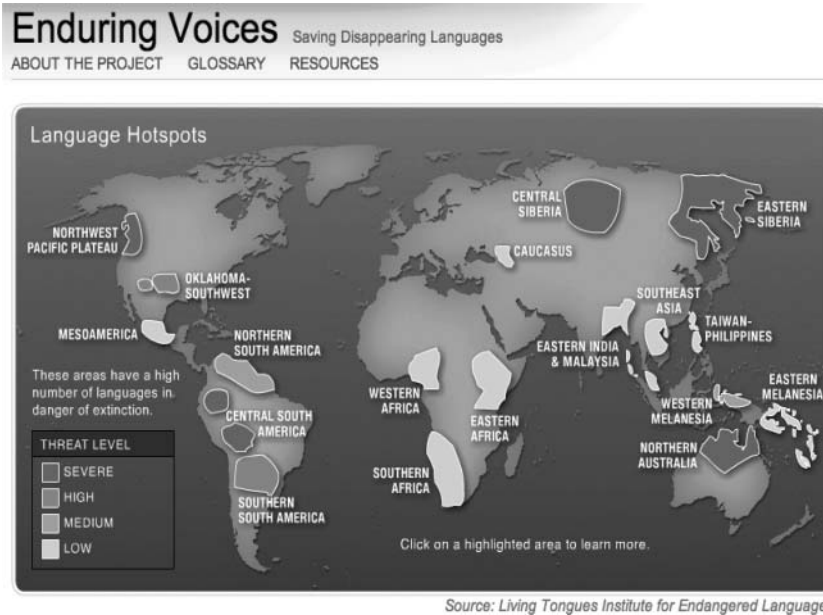 Enduring Voices Saving Disappearing Languages
ABOUT THE PROJECT GLOSSARY RESOURCES
Language Hotspots
NORTHWEST
PACIFIC PLATEAU
OKLAHOMA-
SOUTHWEST
MESOAMERICA
NORTHERN
SOUTH AMERICA
CENTRAL SOUTH
AMERICA
SOUTHERN
SOUTH AMERICA
CENTRAL
SIBERIA
EASTERN
SIBERIA
CAUCASUS
SOUTHEAST
ASIA
TAIWAN-
PHILIPPINES
EASTERN INDIA
& MALAYSIA
WESTERN
AFRICA
EASTERN
AFRICA
SOUTHERN
AFRICA
WESTERN
MELANESIA
EASTERN
MELANESIA
NORTHERN
AUSTRALIA
These areas have a high
number of languages in
danger of extinction.
THREAT LEVEL
SEVERE
HIGH
MEDIUM
LOW
Click on a highlighted area to learn more.
Source: Living Tongues Institute for Endangered Language